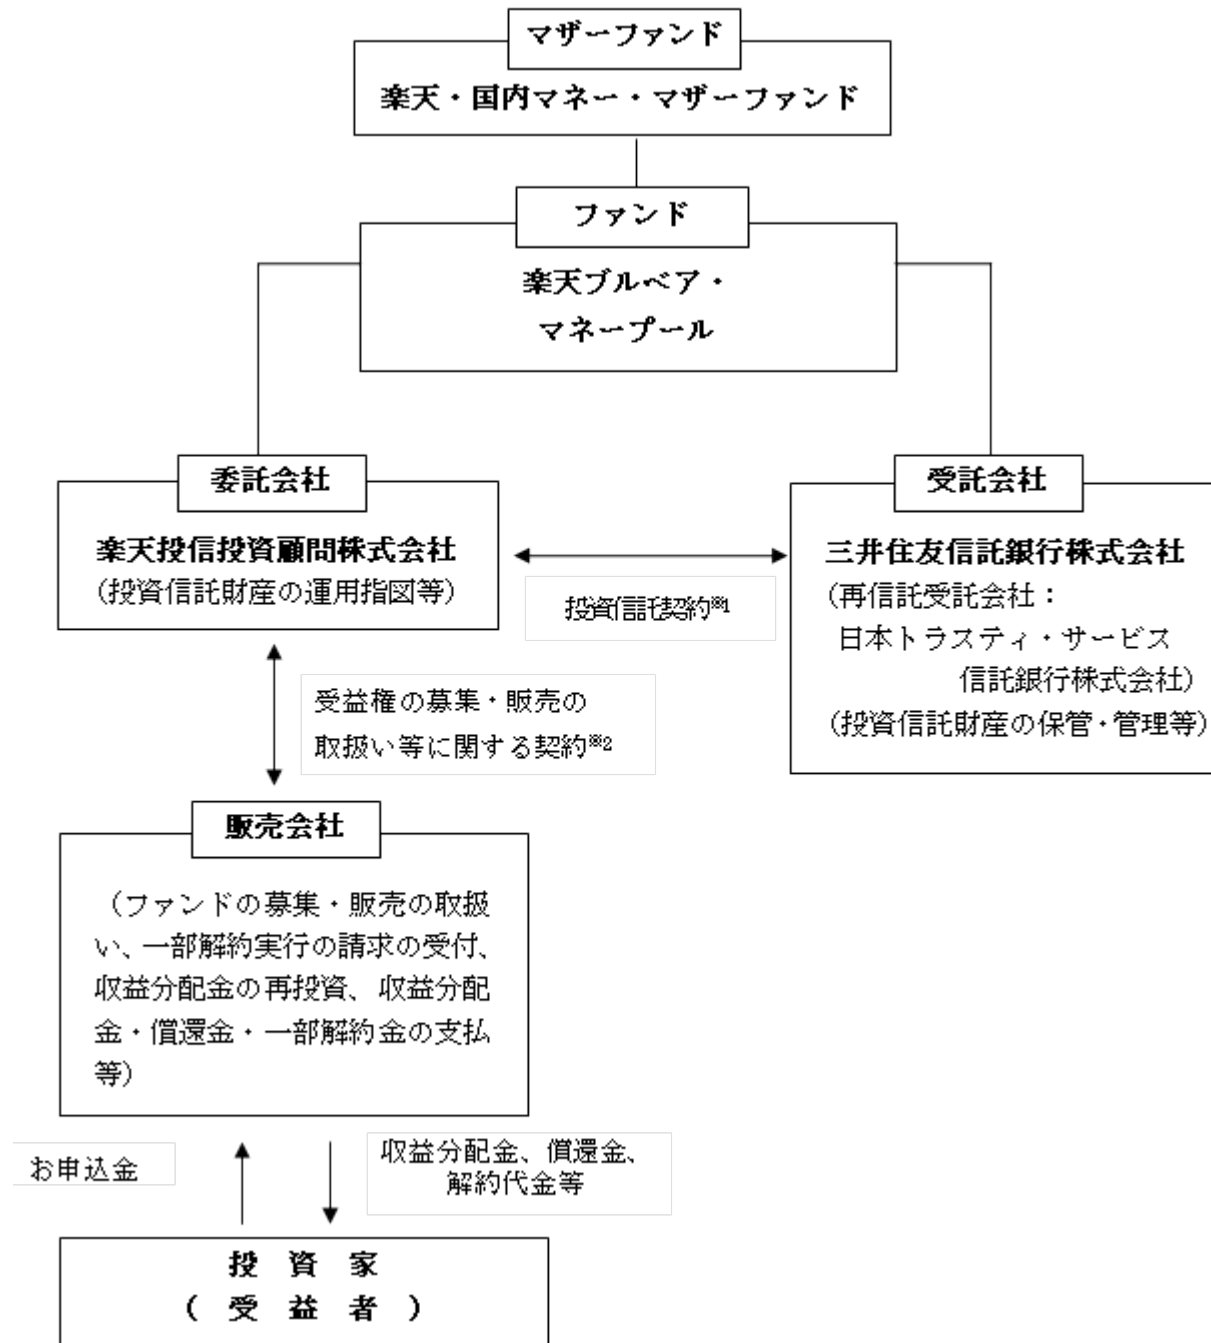 マザーファンド
楽天・国内マネー・マザーファンド
ファンド
楽天ブルベア・
マネープール
委託会社
楽天投信投資顧問株式会社
（投資信託財産の運用指図等）
投資信託契約※1
受託会社
三井住友信託銀行株式会社
（再信託受託会社：
日本トラスティ・サービス
信託銀行株式会社）
（投資信託財産の保管・管理等）
受益権の募集・販売の
取扱い等に関する契約※2
販売会社
（ファンドの募集・販売の取扱
い、一部解約実行の請求の受付、
収益分配金の再投資、収益分配
金・償還金・一部解約金の支払
等）
お申込金
収益分配金、償還金、
解約代金等
投　資　家
（　受　益　者　）